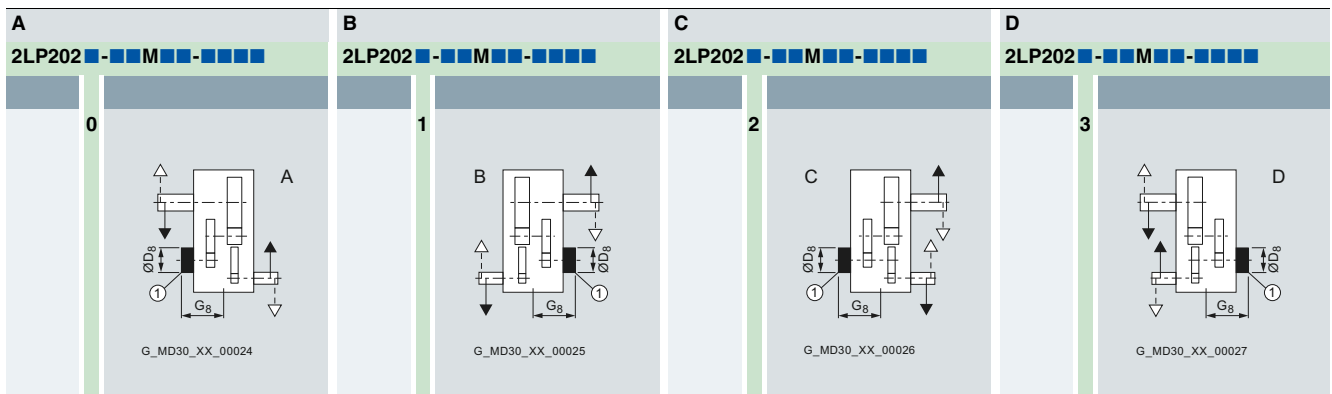 A
B
C
D
2LP202■-■■M■■-■■■■
2LP202■-■■M■■-■■■■
2LP202■-■■M■■-■■■■
2LP202■-■■M■■-■■■■
0
1
2
3
A
B
C
D
ØD8
ØD8
ØD8
ØD8
1
1
1
1
G8
G8
G8
G8
G_MD30_XX_00024
G_MD30_XX_00025
G_MD30_XX_00026
G_MD30_XX_00027